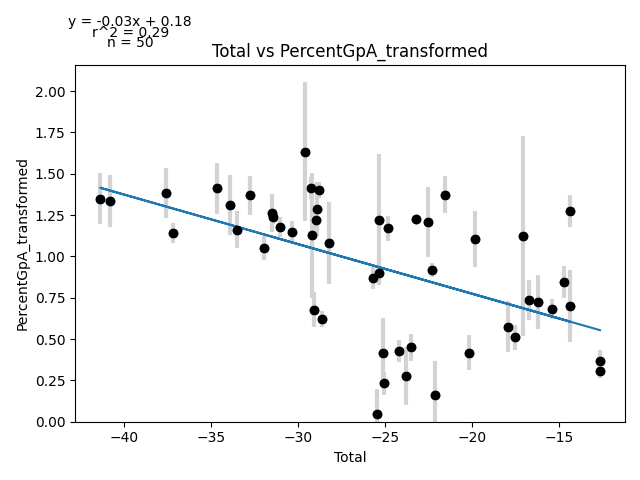 y = -0.03x + 0.18
r^2 = 0.29
n = 50
Total vs PercentGpA_transformed
PercentGpA_transformed
2.00
1.75
1.50
1.25
1.00
0.75
0.50
0.25
0.00
−40 −35 −30 −25 −20 −15
Total